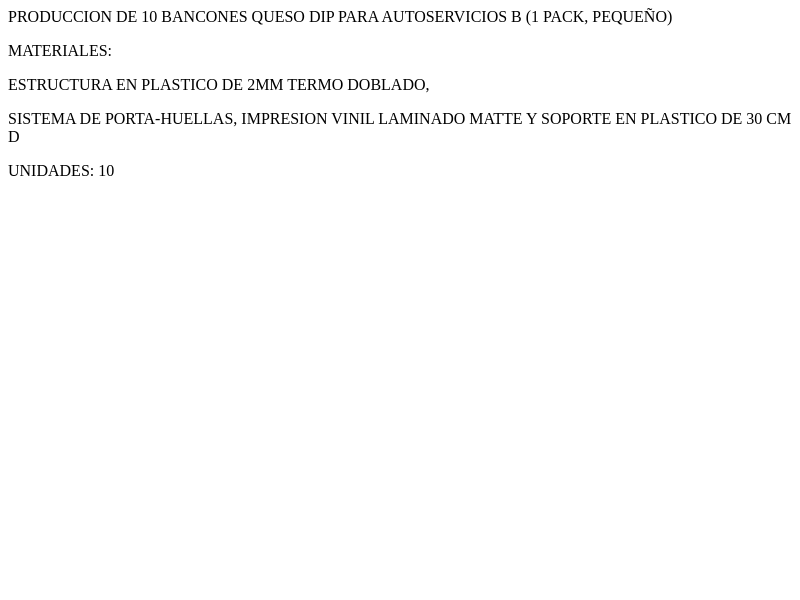 PRODUCCION DE 10 BANCONES QUESO DIP PARA AUTOSERVICIOS B (1 PACK, PEQUEÑO)
MATERIALES:
ESTRUCTURA EN PLASTICO DE 2MM TERMO DOBLADO,
SISTEMA DE PORTA-HUELLAS, IMPRESION VINIL LAMINADO MATTE Y SOPORTE EN PLASTICO DE 30 CM
D
UNIDADES: 10